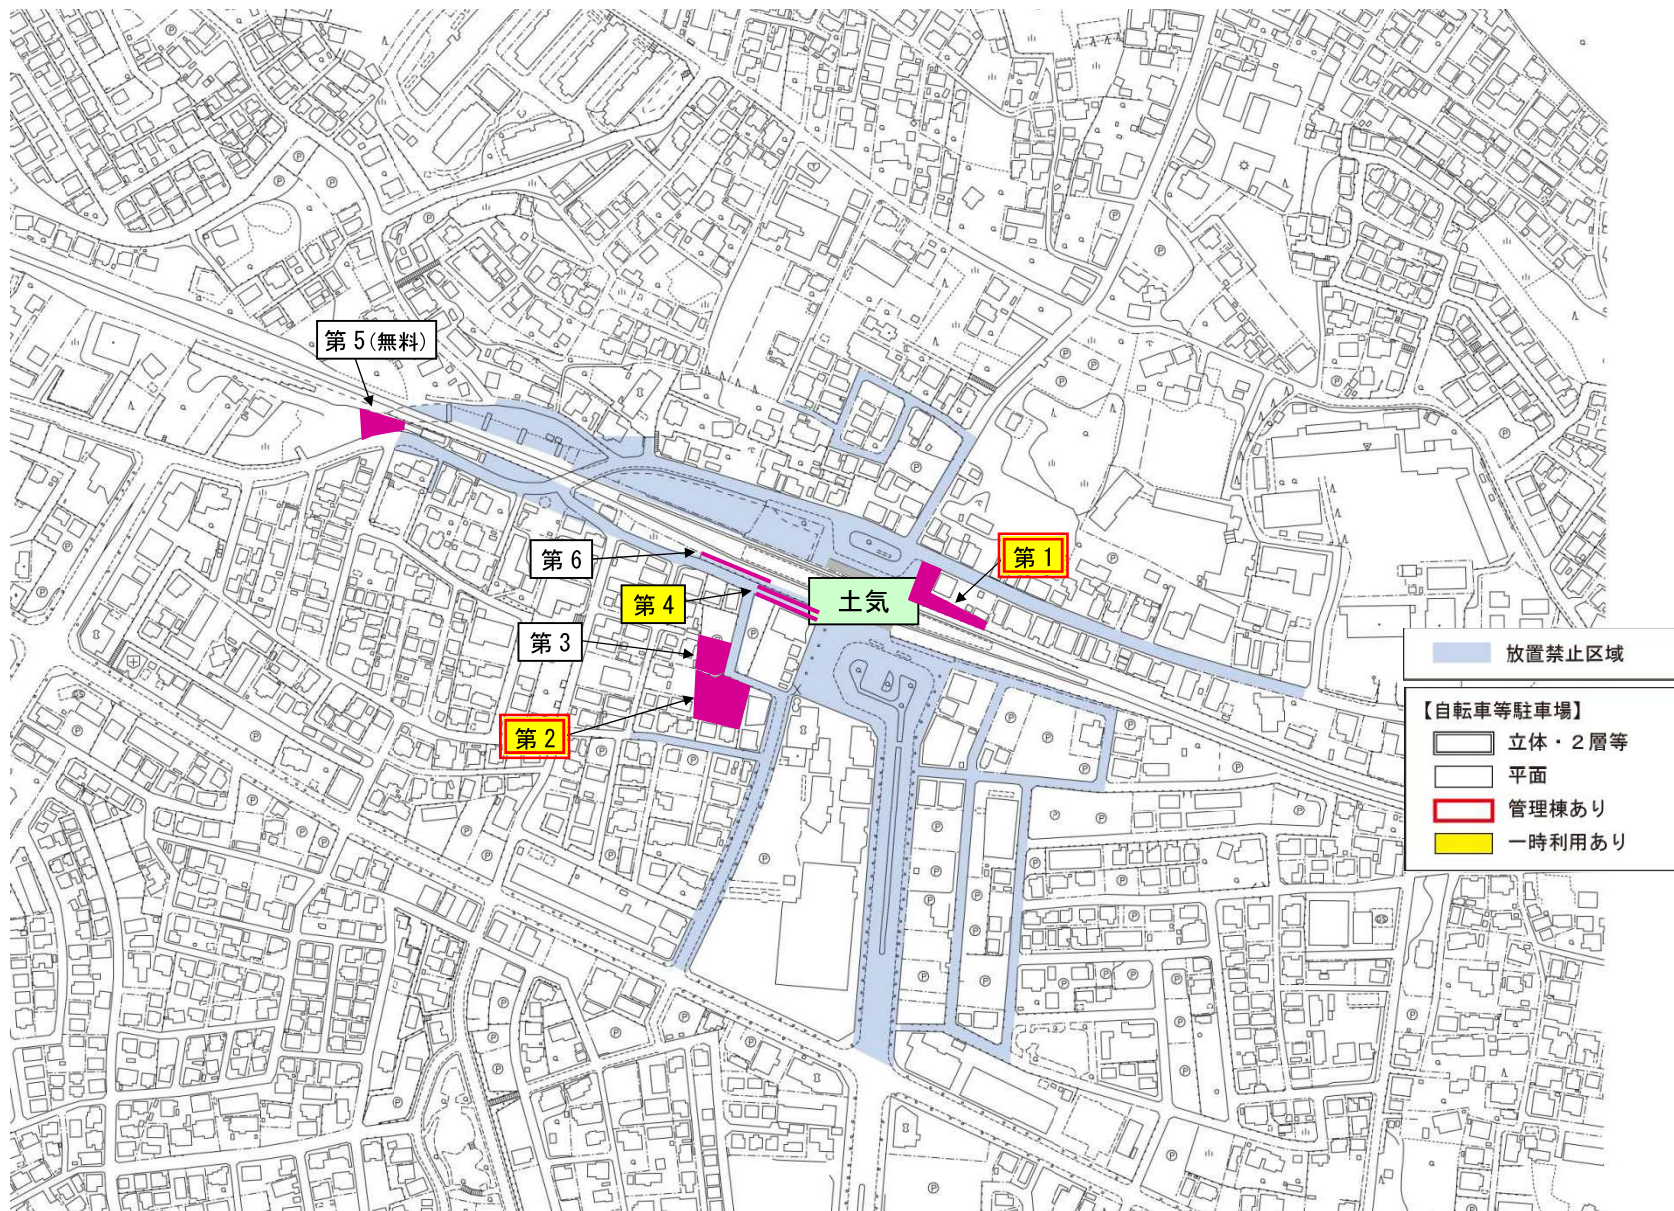 第5(無料)
第6
第1
第4
土気
第3
第2
放置禁止区域
【自転車等駐車場】
立体・2層等
平面
管理棟あり
一時利用あり